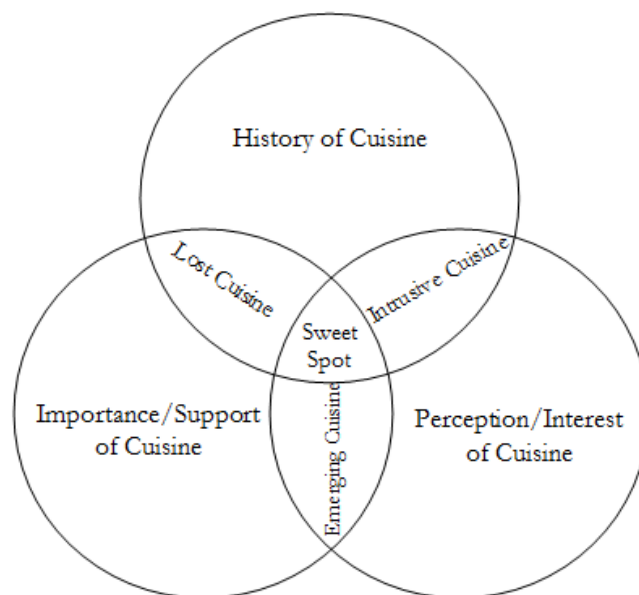 History of Cuisine
Lost Cuisine
Intrusive Cuisine
Sweet
Spot
Importance/Support
of Cuisine
Emerging Cuisine
Perception/Interest
of Cuisine